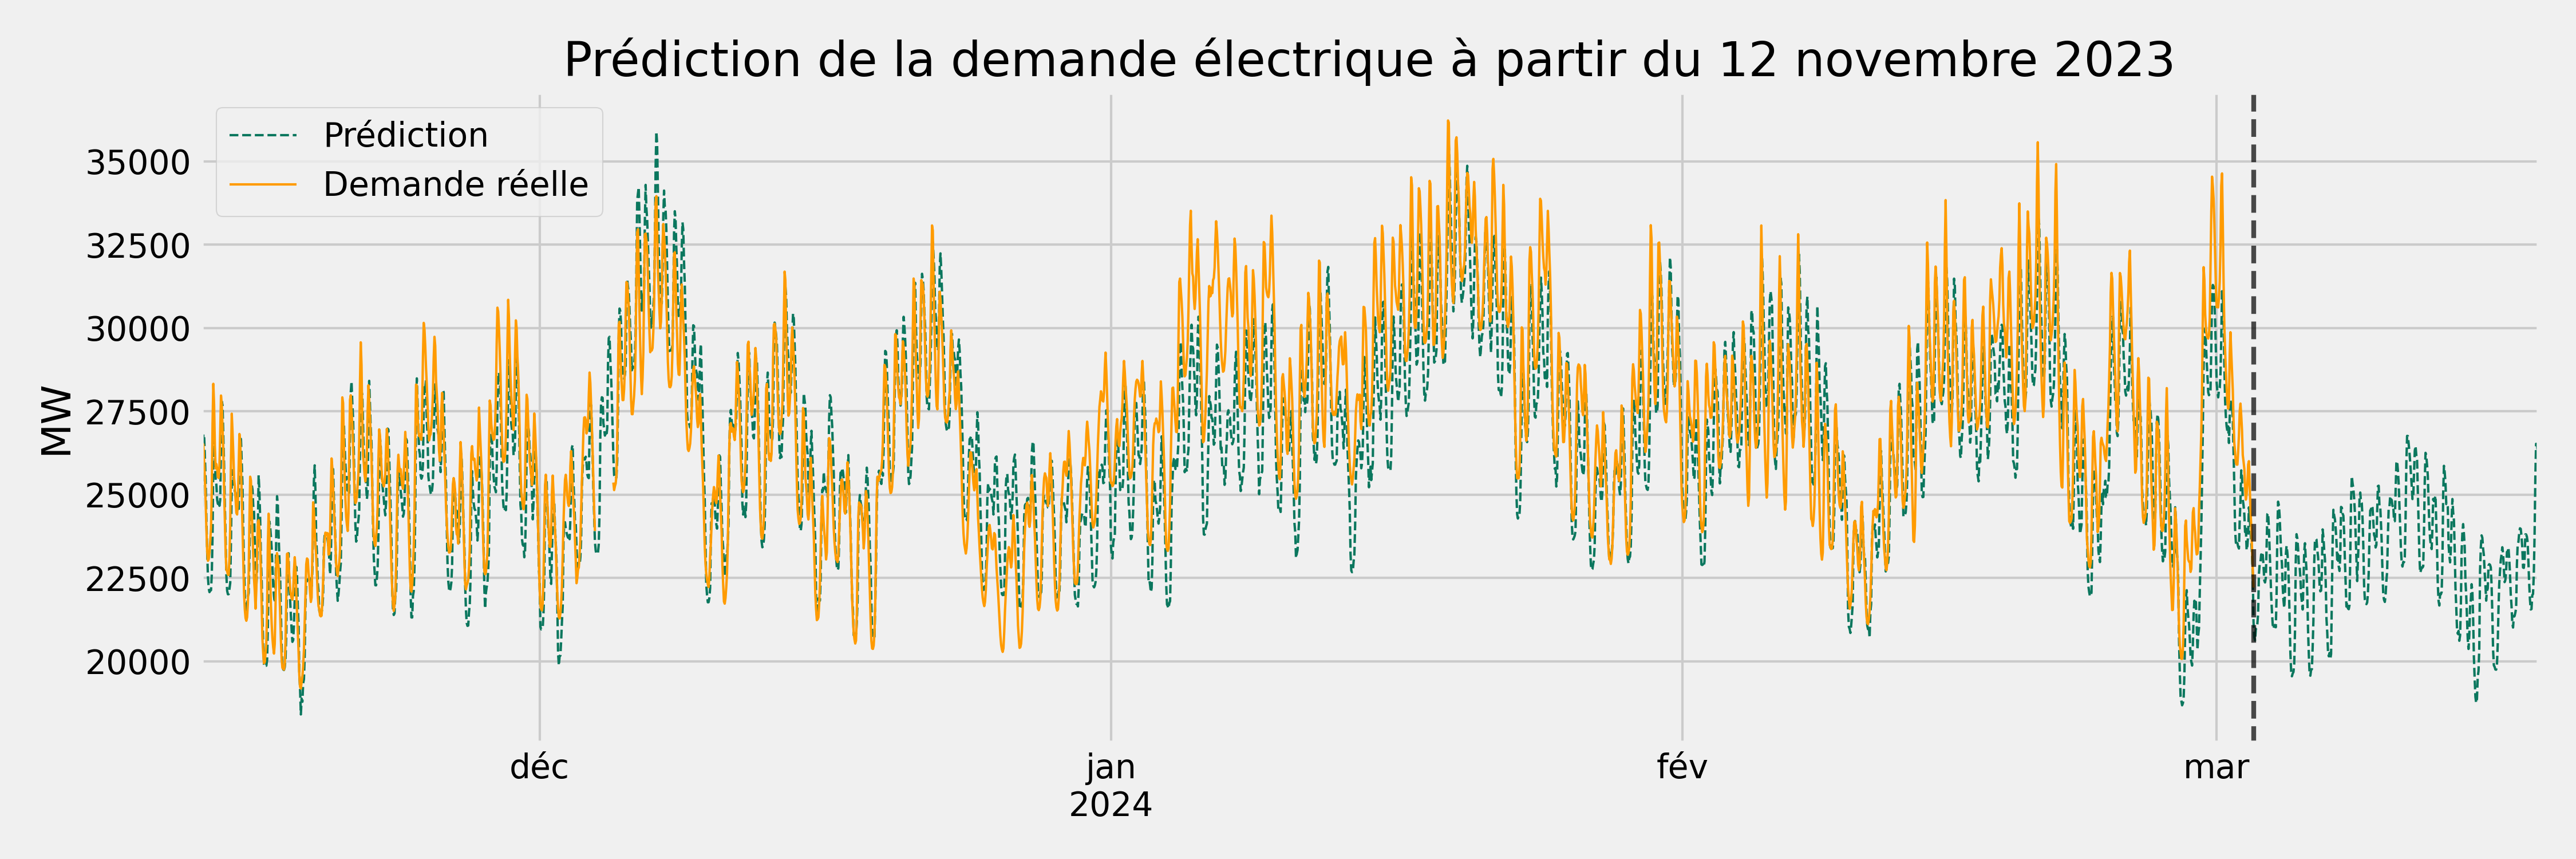 Prédiction de la demande électrique à partir du 12 novembre 2023
Prédiction
Demande réelle
MW
35000
32500
30000
27500
25000
22500
20000
déc
jan
fév
mar
2024